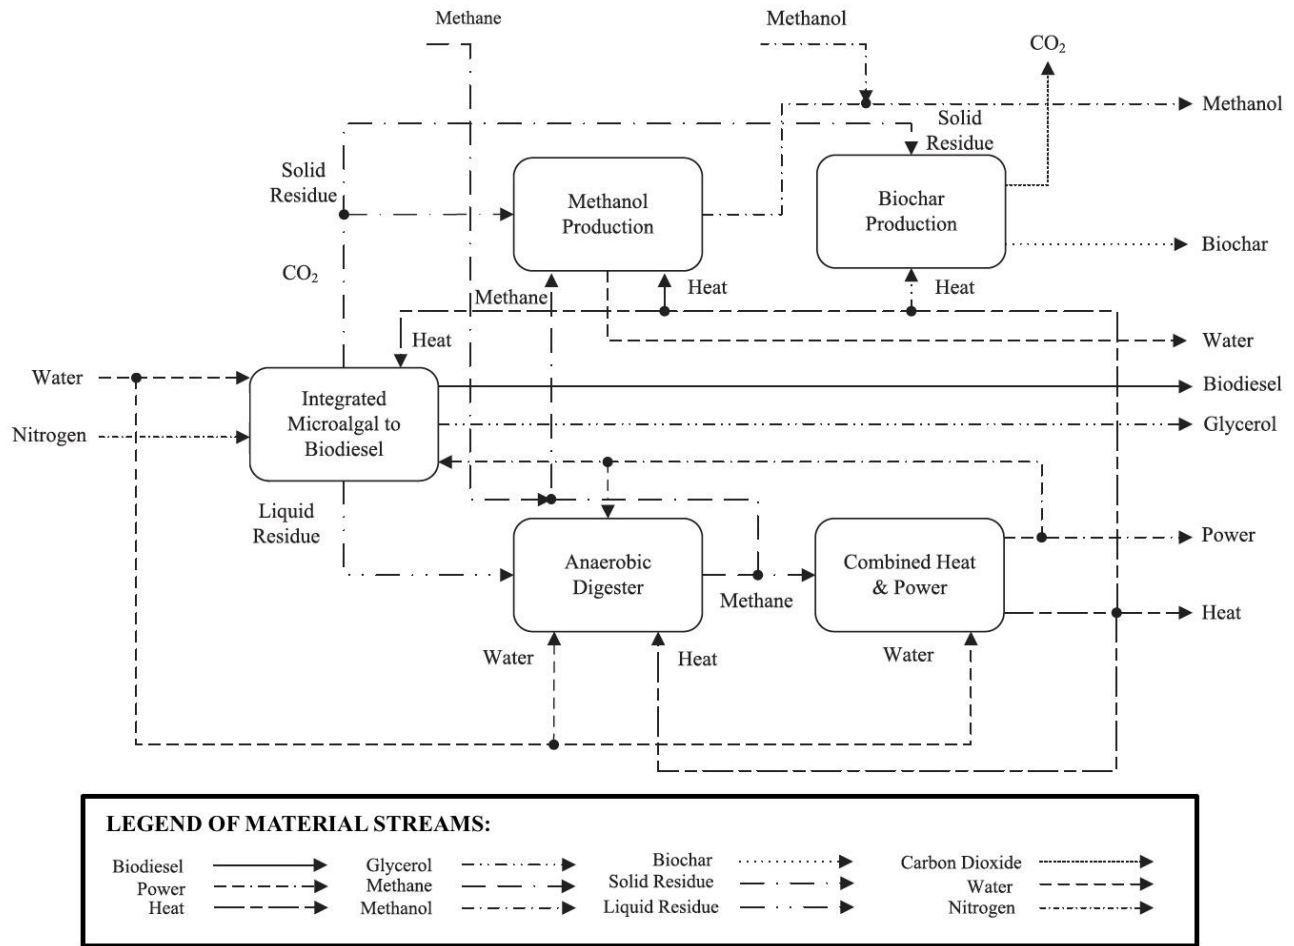 Methane
Methanol
CO₂
Methanol
Solid
Residue
Solid
Residue
Methanol
Production
Biochar
Production
Biochar
CO₂
Methane
Heat
Heat
Heat
Water
Water
Integrated
Microalgal to
Biodiesel
Biodiesel
Nitrogen
Glycerol
Liquid
Residue
Anaerobic
Digester
Methane
Combined Heat
& Power
Power
Heat
Water
Heat
Water
LEGEND OF MATERIAL STREAMS:
Biodiesel
Power
Heat
Glycerol
Methane
Methanol
Biochar
Solid Residue
Liquid Residue
Carbon Dioxide
Water
Nitrogen